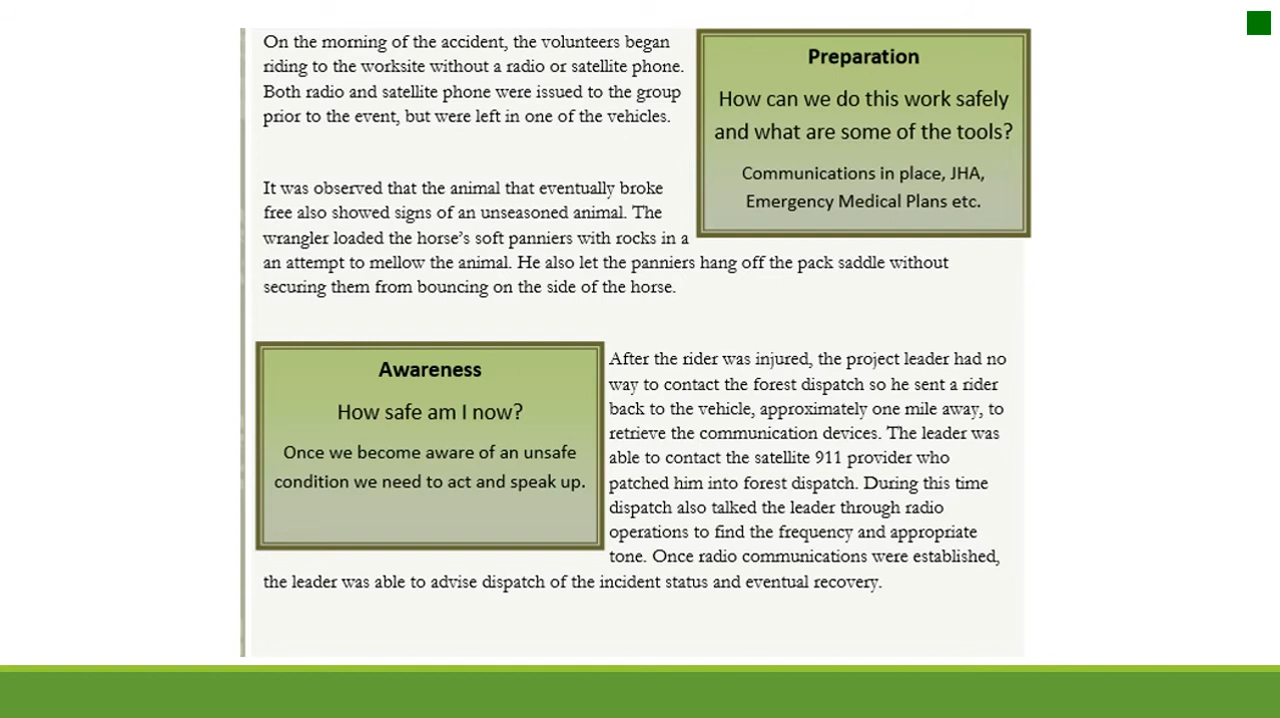 On the morning of the accident, the volunteers began
riding to the worksite without a radio or satellite phone.
Both radio and satellite phone were issued to the group
prior to the event, but were left in one of the vehicles.
Preparation
How can we do this work safely
and what are some of the tools?
Communications in place, JHA,
Emergency Medical Plans etc.
It was observed that the animal that eventually broke
free also showed signs of an unseasoned animal. The
wrangler loaded the horse's soft panniers with rocks in a
an attempt to mellow the animal. He also let the panniers hang off the pack saddle without
securing them from bouncing on the side of the horse.
Awareness
How safe am I now?
Once we become aware of an unsafe
condition we need to act and speak up.
After the rider was injured, the project leader had no
way to contact the forest dispatch so he sent a rider
back to the vehicle, approximately one mile away, to
retrieve the communication devices. The leader was
able to contact the satellite 911 provider who
patched him into forest dispatch. During this time
dispatch also talked the leader through radio
operations to find the frequency and appropriate
tone. Once radio communications were established,
the leader was able to advise dispatch of the incident status and eventual recovery.